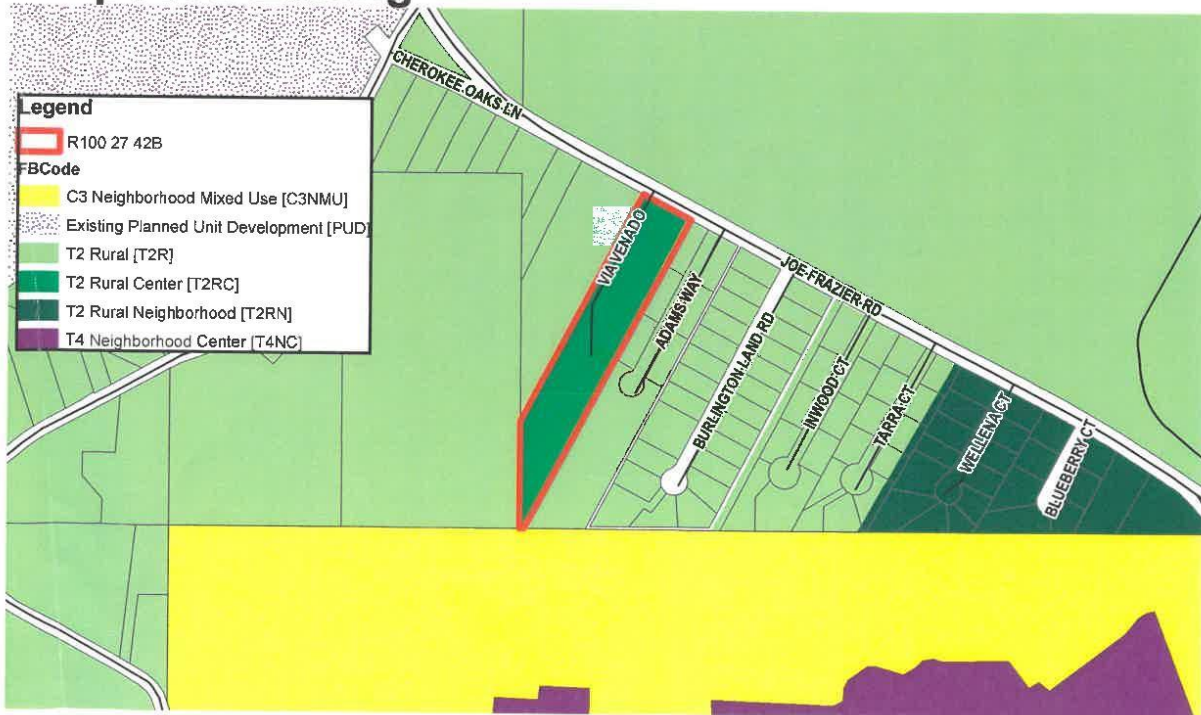 CHEROKEE OAKS LN
Legend
R100 27 42B
FBCode
C3 Neighborhood Mixed Use [C3NMU]
Existing Planned Unit Development [PUD]
T2 Rural [T2R]
T2 Rural Center [T2RC]
T2 Rural Neighborhood [T2RN]
T4 Neighborhood Center [T4NC]
VIA VENADO
ADAMS WAY
JOE FRAZIER RD
BURLINGTON LAND RD
INWOOD CT
TARRA CT
WELLENA CT
BLUEBERRY CT